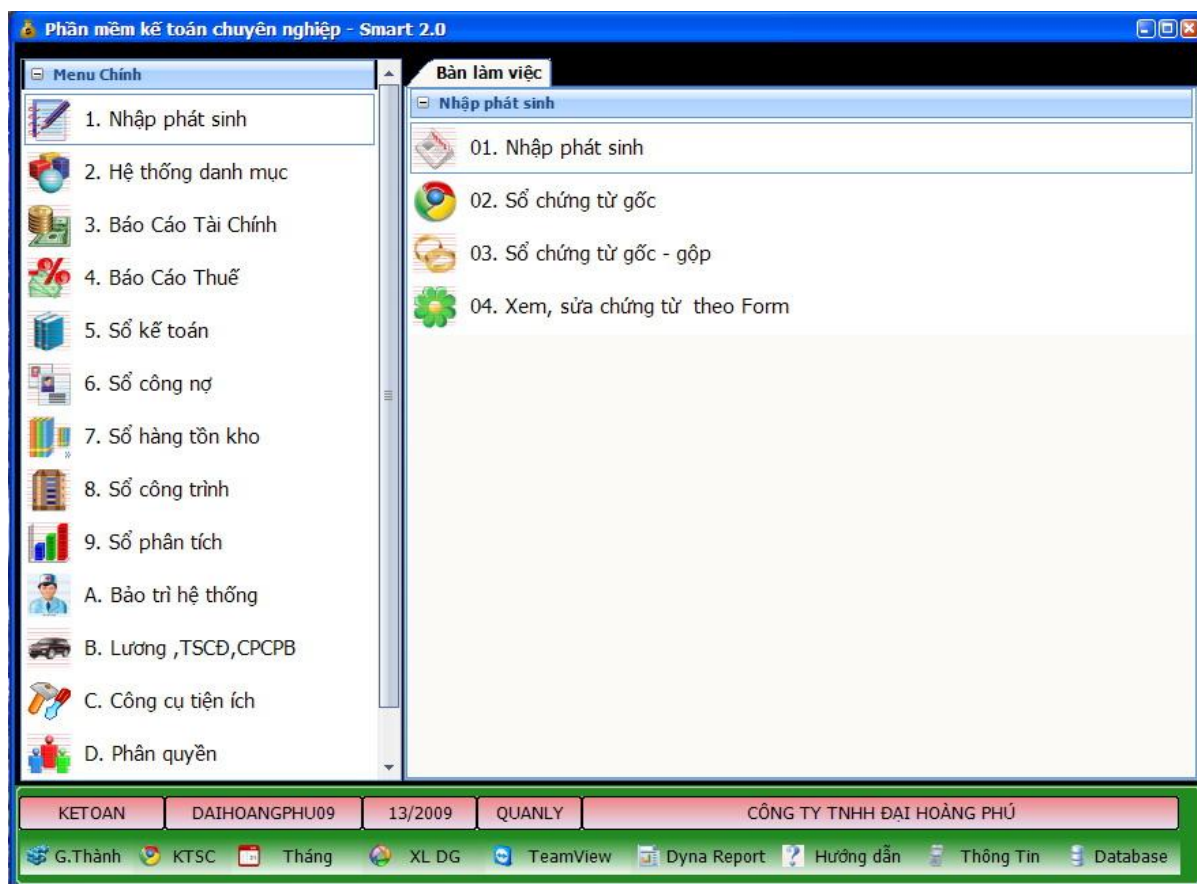 Phần mềm kế toán chuyên nghiệp - Smart 2.0
Menu Chính
1. Nhập phát sinh
2. Hệ thống danh mục
3. Báo Cáo Tài Chính
4. Báo Cáo Thuế
5. Sổ kế toán
6. Sổ công nợ
7. Sổ hàng tồn kho
8. Sổ công trình
9. Sổ phân tích
A. Bảo trì hệ thống
B. Lương ,TSCĐ,CPCPB
C. Công cụ tiện ích
D. Phân quyền
Bàn làm việc
Nhập phát sinh
01. Nhập phát sinh
02. Sổ chứng từ gốc
03. Sổ chứng từ gốc - gộp
04. Xem, sửa chứng từ theo Form
KETOAN DAIHOANGPHU09 13/2009 QUANLY CÔNG TY TNHH ĐẠI HOÀNG PHÚ
G.Thành KTSC Tháng XL DG TeamView Dyna Report Hướng dẫn Thông Tin Database